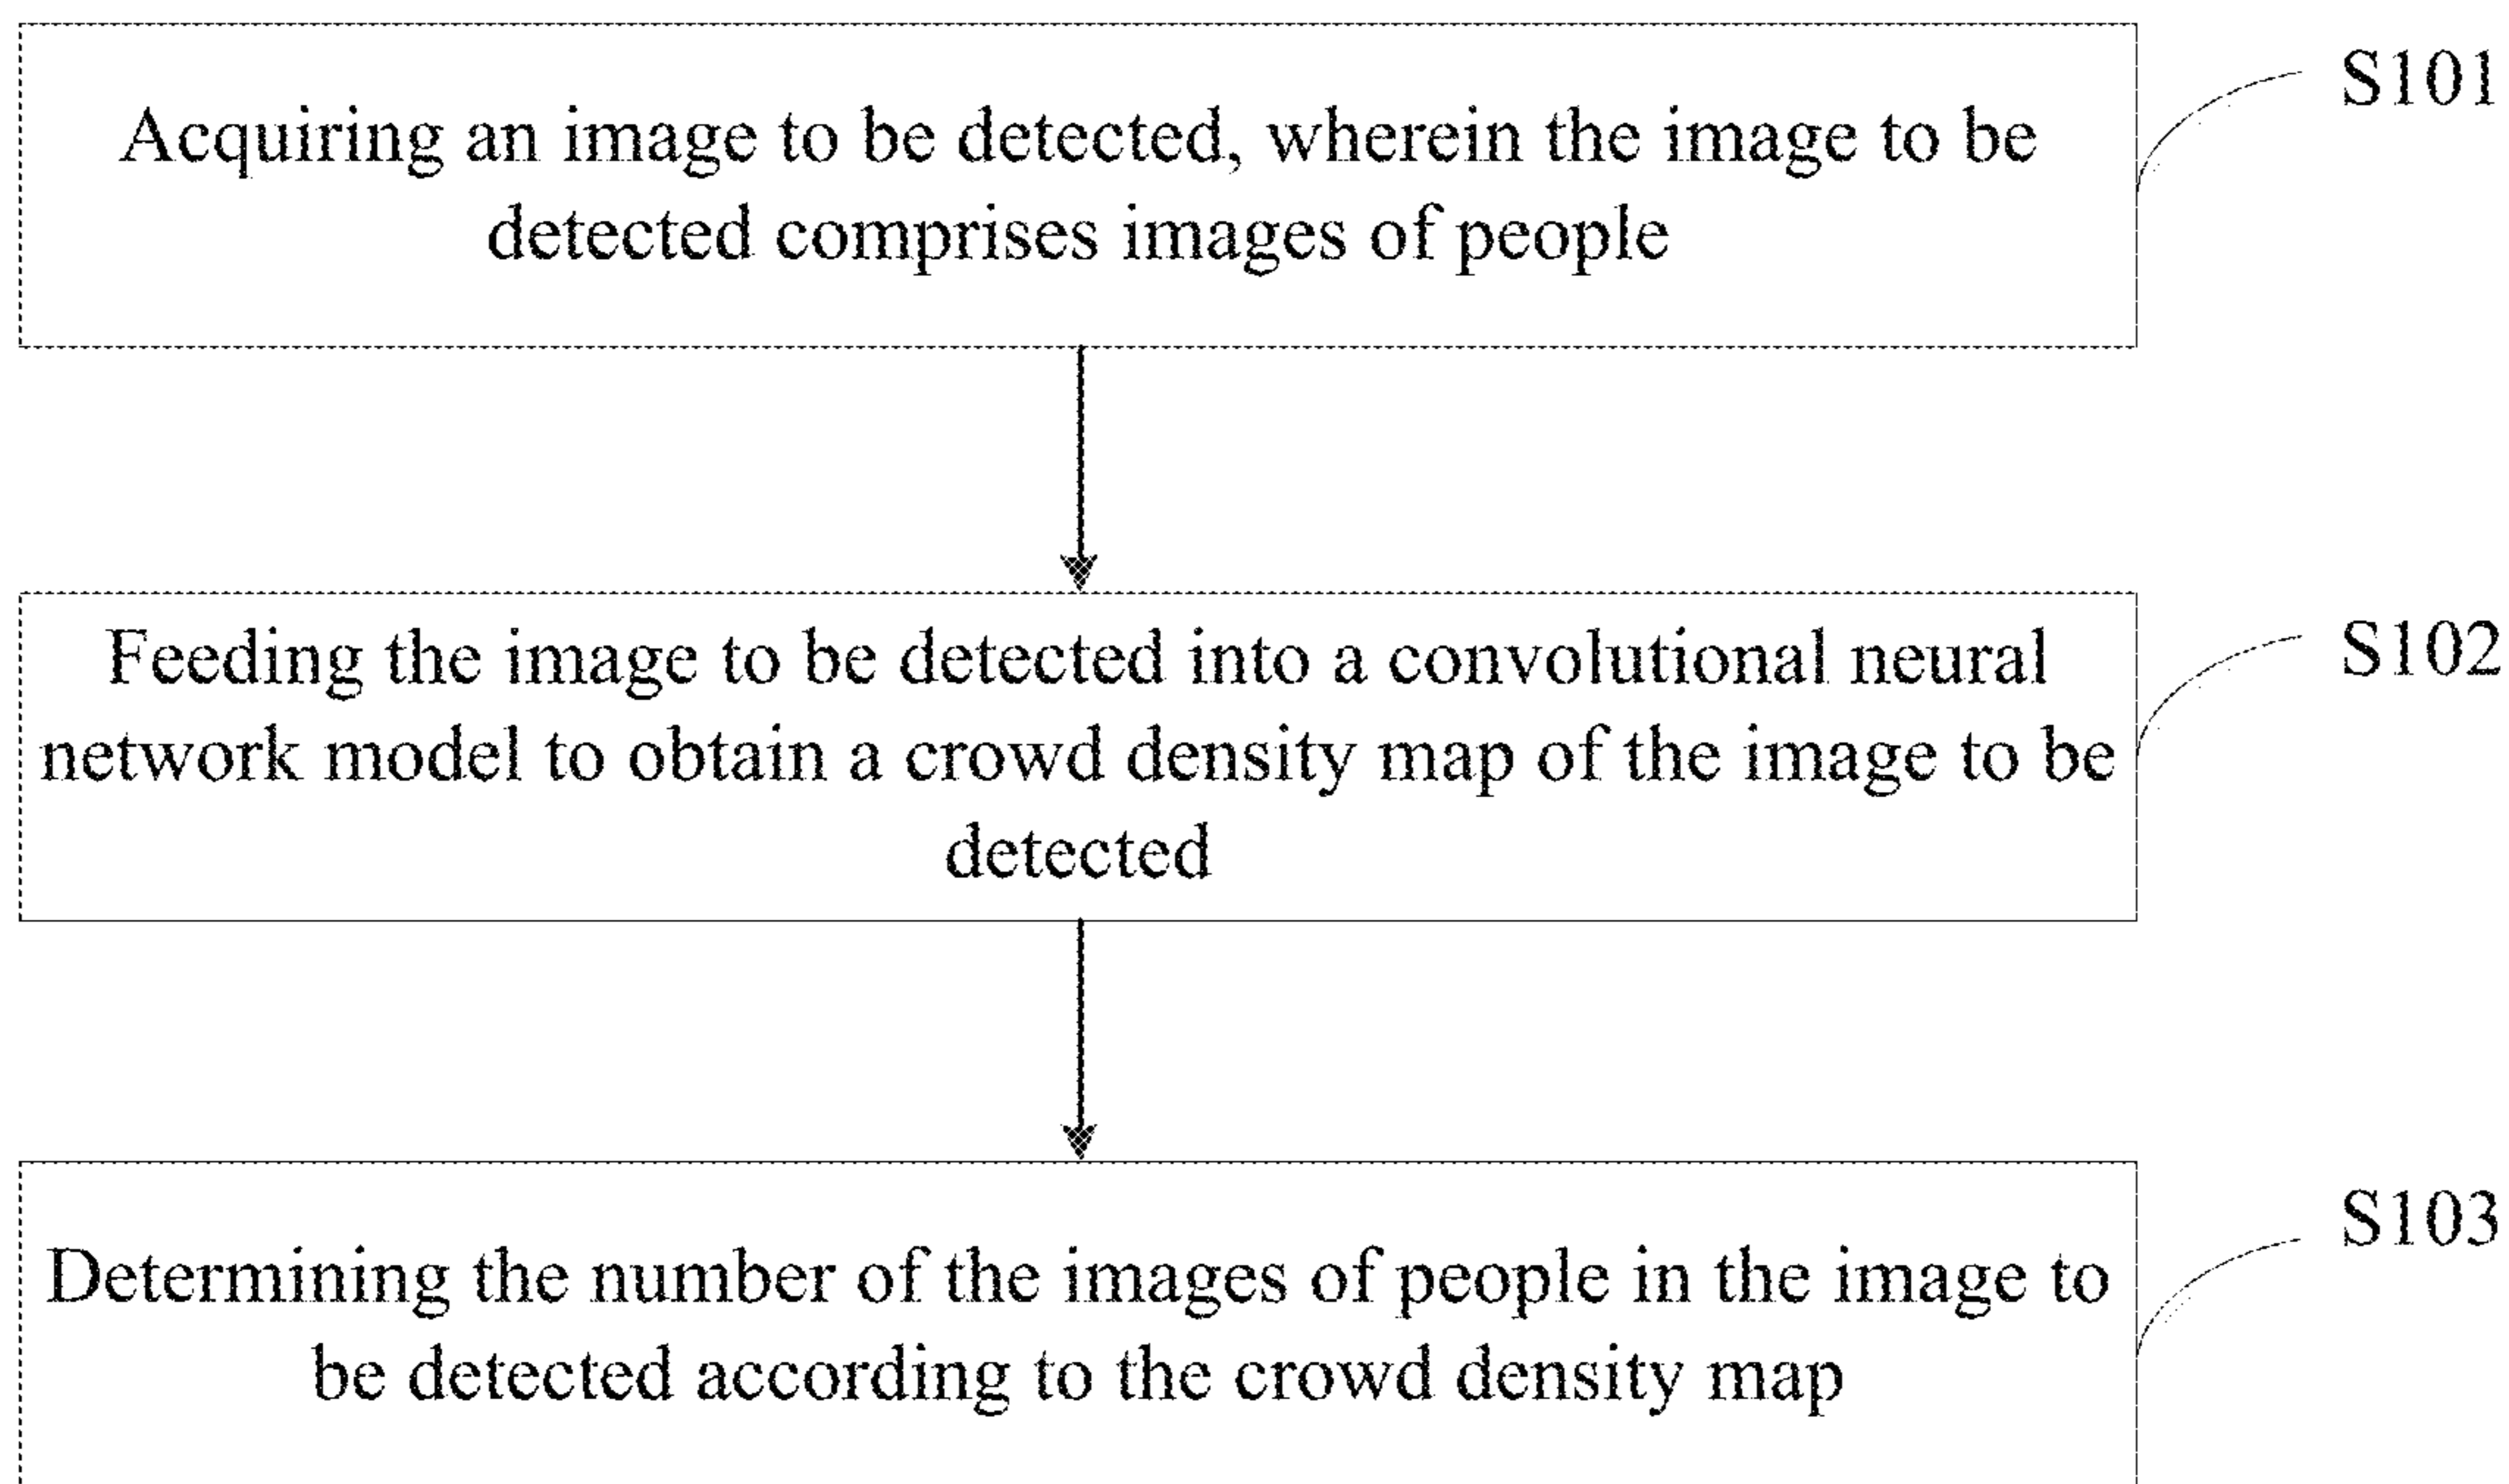 Acquiring an image to be detected, wherein the image to be
detected comprises images of people
S101
Feeding the image to be detected into a convolutional neural
network model to obtain a crowd density map of the image to be
detected
S102
Determining the number of the images of people in the image to
be detected according to the crowd density map
S103